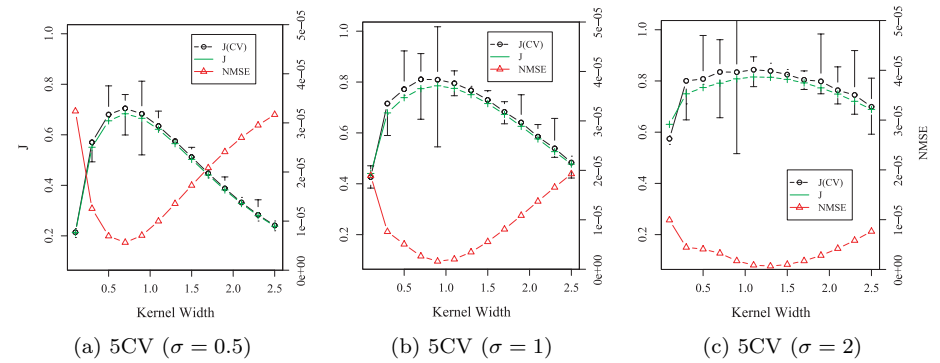 1.0
0.8
0.6
0.4
0.2
J
0.5 1.0 1.5 2.0 2.5
Kernel Width
5e−05
4e−05
3e−05
2e−05
1e−05
0e+00
J(CV)
J
NMSE
(a) 5CV (σ = 0.5)
1.0
0.8
0.6
0.4
0.2
0.5 1.0 1.5 2.0 2.5
Kernel Width
5e−05
4e−05
3e−05
2e−05
1e−05
0e+00
J(CV)
J
NMSE
(b) 5CV (σ = 1)
1.0
0.8
0.6
0.4
0.2
0.5 1.0 1.5 2.0 2.5
Kernel Width
5e−05
4e−05
3e−05
2e−05
1e−05
0e+00
NMSE
J(CV)
J
NMSE
(c) 5CV (σ = 2)